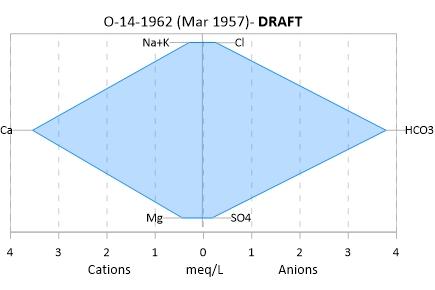 O-14-1962 (Mar 1957)- DRAFT
Na+K Cl
Ca HCO3
Mg SO4
4 3 2 1 0 1 2 3 4
Cations meq/L Anions